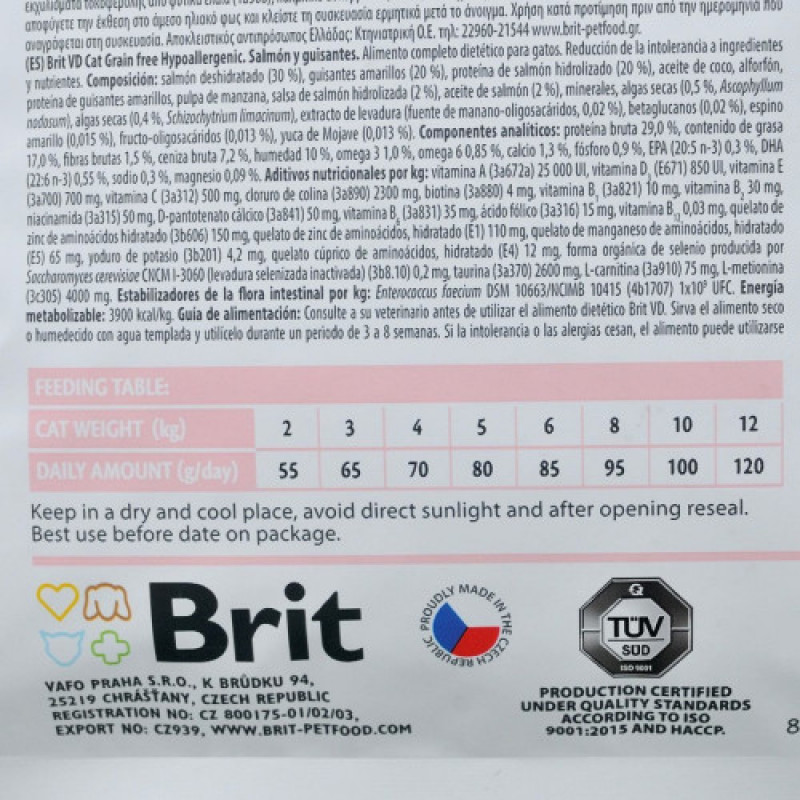 αποφύγετε την έκθεση στο άμεσο ηλιακό φως και κλείστε τη συσκευασία ερμητικά μετά το άνοιγμα. Χρήση κατά προτίμηση πριν από την ημερομηνία που
αναγράφεται στη συσκευασία. Αποκλειστικός αντιπρόσωπος Ελλάδας: Κτηνιατρική Ο.Ε. τηλ: 22960-21544 www.brit-petfood.gr.
(ES) Brit VD Cat Grain free Hypoallergenic. Salmón y guisantes. Alimento completo dietético para gatos. Reducción de la intolerancia a ingredientes
y nutrientes. Composición: salmón deshidratado (30 %), guisantes amarillos (20 %), proteína de salmón hidrolizado (20 %), aceite de coco, alforfón,
proteína de guisantes amarillos, pulpa de manzana, salsa de salmón hidrolizada (2 %), aceite de salmón (2 %), minerales, algas secas (0,5 %, Ascophyllum
nodosum), algas secas (0,4 %, Schizochytrium limacinum), extracto de levadura (fuente de manano-oligosacáridos, 0,02 %), betaglucanos (0,02 %), espino
amarillo (0,015 %), fructo-oligosacáridos (0,013 %), yuca de Mojave (0,013 %). Componentes analíticos: proteína bruta 29,0 %, contenido de grasa
17,0 %, fibras brutas 1,5 %, ceniza bruta 7,2 %, humedad 10 %, omega 3 1,0 %, omega 6 0,85 %, calcio 1,3 %, fósforo 0,9 %, EPA (20:5 n-3) 0,3 %, DHA
(22:6 n-3) 0,55 %, sodio 0,3 %, magnesio 0,09 %. Aditivos nutricionales por kg: vitamina A (3a672a) 25 000 UI, vitamina D₃ (E671) 850 UI, vitamina E
(3a700) 700 mg, vitamina C (3a312) 500 mg, cloruro de colina (3a890) 2300 mg, biotina (3a880) 4 mg, vitamina B₁ (3a821) 10 mg, vitamina B₂ 30 mg,
niacinamida (3a315) 50 mg, D-pantotenato cálcico (3a841) 50 mg, vitamina B₆ (3a831) 35 mg, ácido fólico (3a316) 15 mg, vitamina B₁₂ 0,03 mg, quelato de
zinc de aminoácidos hidratado (3b606) 150 mg, quelato de zinc de aminoácidos, hidratado (E1) 110 mg, quelato de manganeso de aminoácidos, hidratado
(E5) 65 mg, yoduro de potasio (3b201) 4,2 mg, quelato cúprico de aminoácidos, hidratado (E4) 12 mg, forma orgánica de selenio producida por
Saccharomyces cerevisiae CNCM I-3060 (levadura selenizada inactivada) (3b8.10) 0,2 mg, taurina (3a370) 2600 mg, L-carnitina (3a910) 75 mg, L-metionina
(3c305) 4000 mg. Estabilizadores de la flora intestinal por kg: Enterococcus faecium DSM 10663/NCIMB 10415 (4b1707) 1x10⁹ UFC. Energía
metabolizable: 3900 kcal/kg. Guía de alimentación: Consulte a su veterinario antes de utilizar el alimento dietético Brit VD. Sirva el alimento seco
o humedecido con agua templada y utilícelo durante un periodo de 3 a 8 semanas. Si la intolerancia o las alergias cesan, el alimento puede utilizarse
FEEDING TABLE:
CAT WEIGHT (kg) 2 3 4 5 6 8 10 12
DAILY AMOUNT (g/day) 55 65 70 80 85 95 100 120
Keep in a dry and cool place, avoid direct sunlight and after opening reseal.
Best use before date on package.
Brit
PROUDLY MADE IN THE CZECH REPUBLIC
TÜV
SUD
ISO 9001
VAFO PRAHA S.R.O., K BRŮDKU 94,
25219 CHRÁŠŤANY, CZECH REPUBLIC
REGISTRATION NO: CZ 800175-01/02/03,
EXPORT NO: CZ939, WWW.BRIT-PETFOOD.COM
PRODUCTION CERTIFIED
UNDER QUALITY STANDARDS
ACCORDING TO ISO
9001:2015 AND HACCP.
8